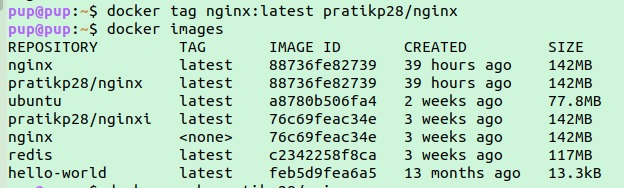 pup@pup:~$ docker tag nginx:latest pratikp28/nginx
pup@pup:~$ docker images
REPOSITORY TAG IMAGE ID CREATED SIZE
nginx latest 88736fe82739 39 hours ago 142MB
pratikp28/nginx latest 88736fe82739 39 hours ago 142MB
ubuntu latest a8780b506fa4 2 weeks ago 77.8MB
pratikp28/nginxi latest 76c69feac34e 3 weeks ago 142MB
nginx <none> 76c69feac34e 3 weeks ago 142MB
redis latest c2342258f8ca 3 weeks ago 117MB
hello-world latest feb5d9fea6a5 13 months ago 13.3kB